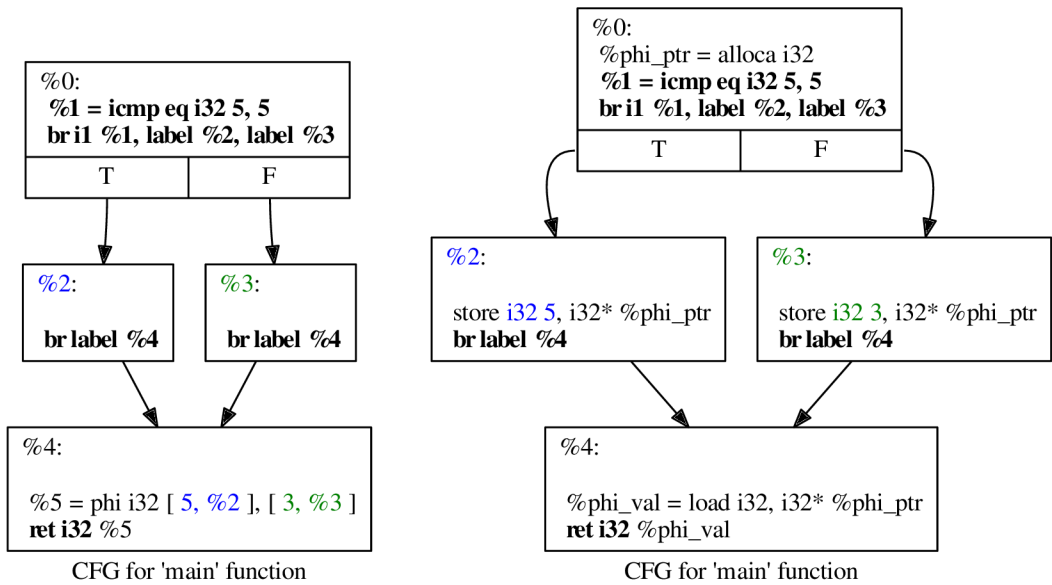 %0:
%1 = icmp eq i32 5, 5
br i1 %1, label %2, label %3
T
F
%2:
br label %4
%3:
br label %4
%4:
%5 = phi i32 [ 5, %2 ], [ 3, %3 ]
ret i32 %5
CFG for 'main' function
%0:
%phi_ptr = alloca i32
%1 = icmp eq i32 5, 5
br i1 %1, label %2, label %3
T
F
%2:
store i32 5, i32* %phi_ptr
br label %4
%3:
store i32 3, i32* %phi_ptr
br label %4
%4:
%phi_val = load i32, i32* %phi_ptr
ret i32 %phi_val
CFG for 'main' function